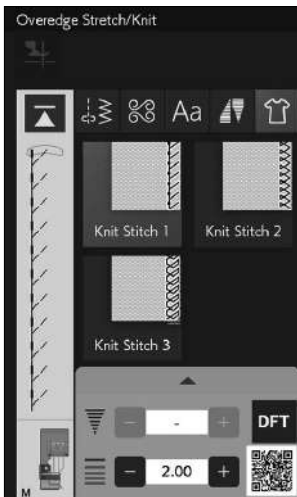 Overedge Stretch/Knit
Aa
Knit Stitch 1
Knit Stitch 2
Knit Stitch 3
-
DFT
2.00
M